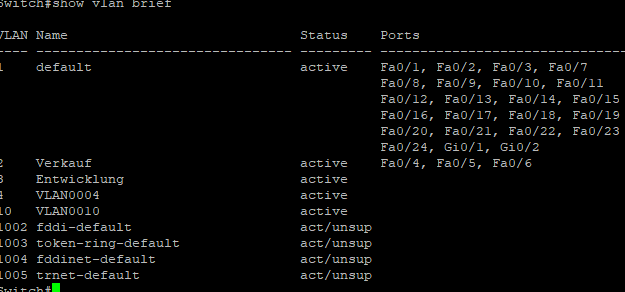 Switch#show vlan brief
VLAN Name Status Ports
1 default active Fa0/1, Fa0/2, Fa0/3, Fa0/7
Fa0/8, Fa0/9, Fa0/10, Fa0/11
Fa0/12, Fa0/13, Fa0/14, Fa0/15
Fa0/16, Fa0/17, Fa0/18, Fa0/19
Fa0/20, Fa0/21, Fa0/22, Fa0/23
Fa0/24, Gi0/1, Gi0/2
2 Verkauf active Fa0/4, Fa0/5, Fa0/6
3 Entwicklung active
4 VLAN0004 active
10 VLAN0010 active
1002 fddi-default act/unsup
1003 token-ring-default act/unsup
1004 fddinet-default act/unsup
1005 trnet-default act/unsup
Switch#